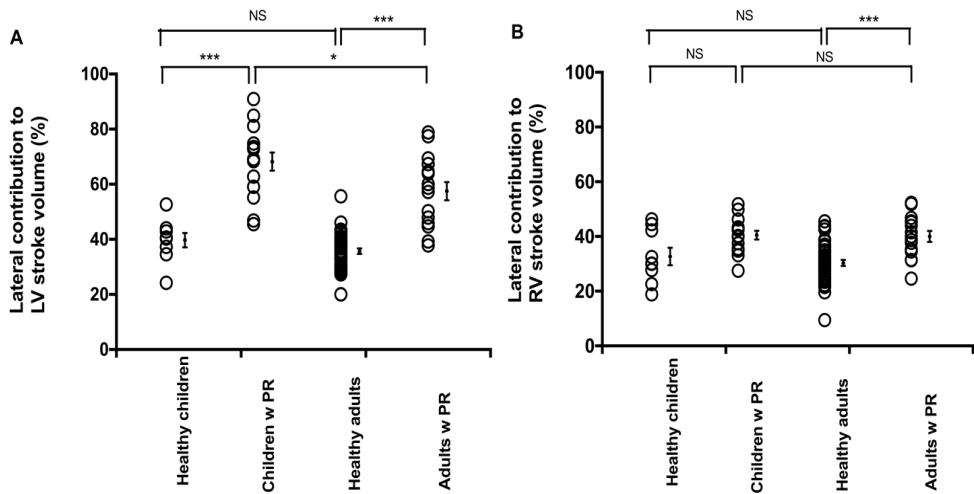 A
NS
***
***
*
Lateral contribution to
LV stroke volume (%)
100
80
60
40
20
0
Healthy children
Children w PR
Healthy adults
Adults w PR
B
NS
***
NS
NS
Lateral contribution to
RV stroke volume (%)
100
80
60
40
20
0
Healthy children
Children w PR
Healthy adults
Adults w PR